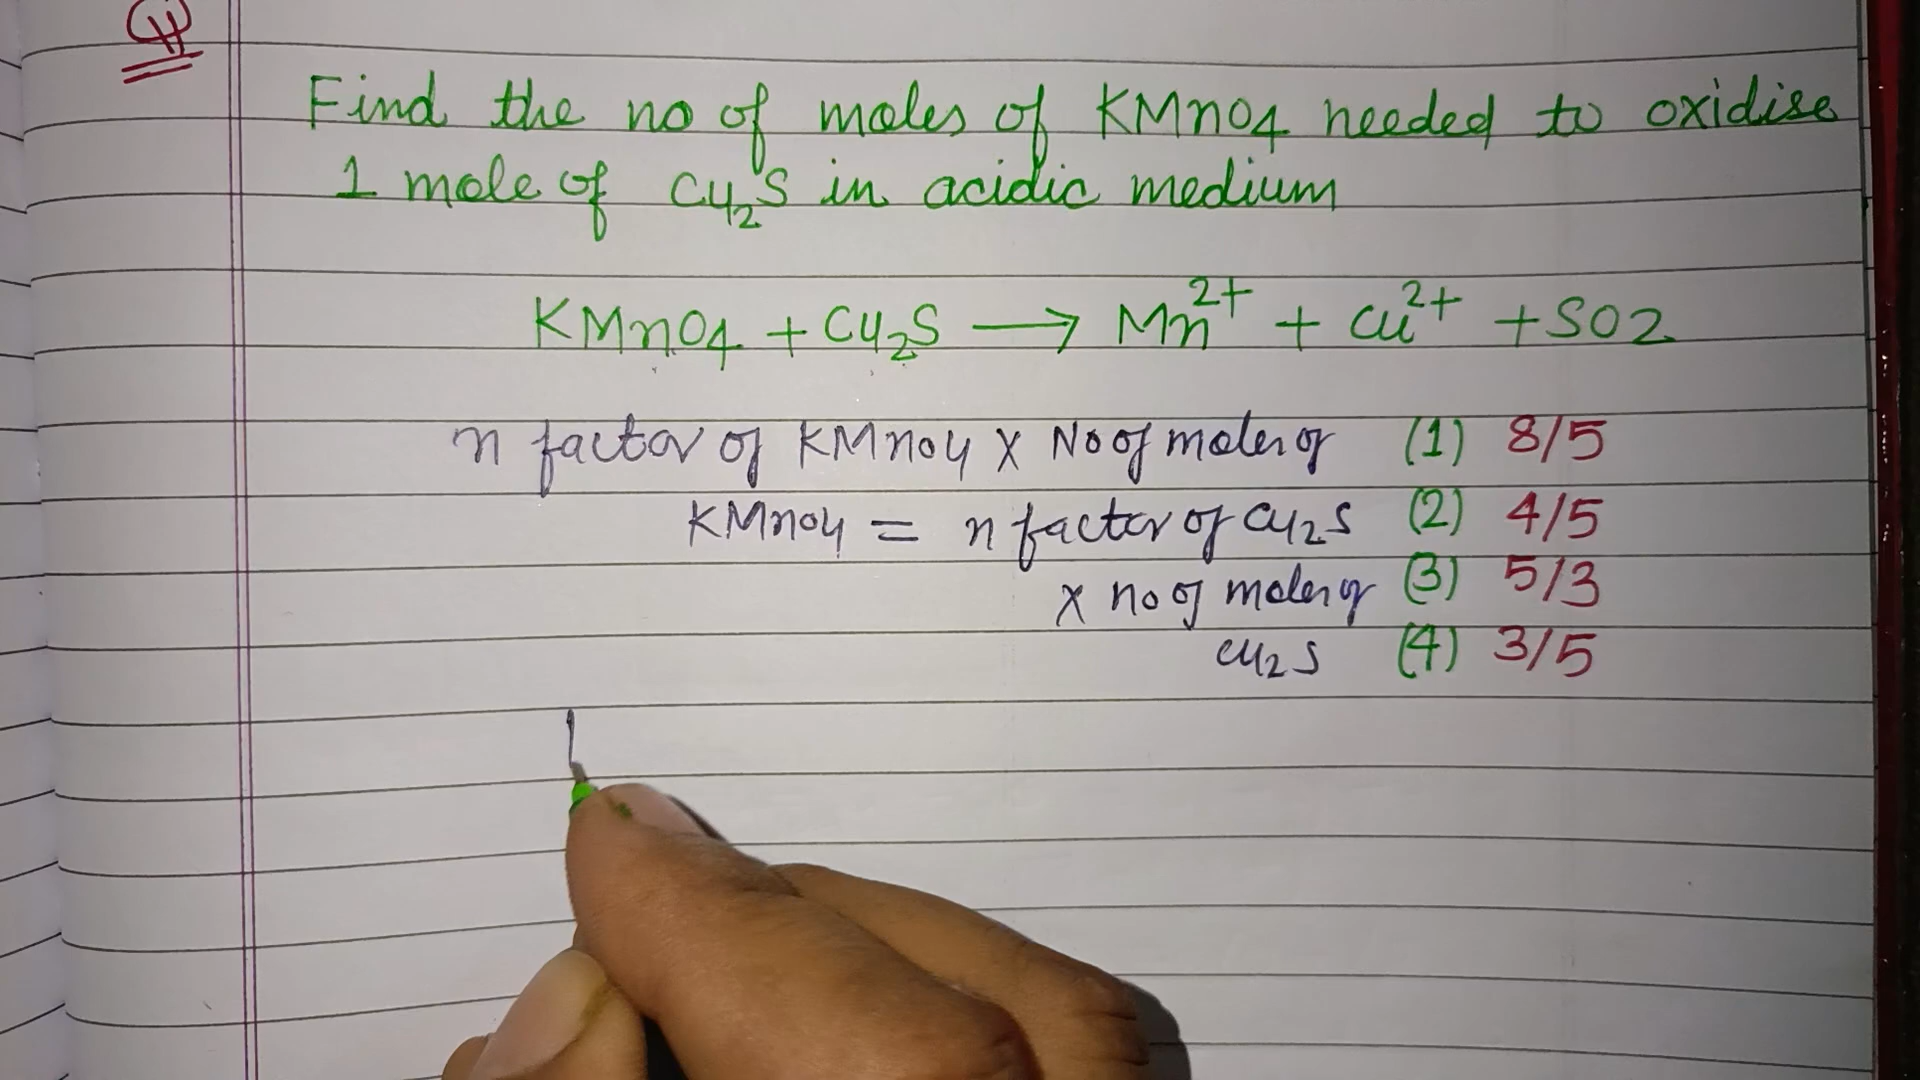 Q
Find the no of moles of KMnO4 needed to oxidise
1 mole of Cu2S in acidic medium
KMnO4 + Cu2S ⟶ Mn2+ + Cu2+ + SO2
n factor of KMnO4 X No of moles of (1) 8/5
KMnO4 = n factor of Cu2S (2) 4/5
x no of moles of (3) 5/3
Cu2S (4) 3/5